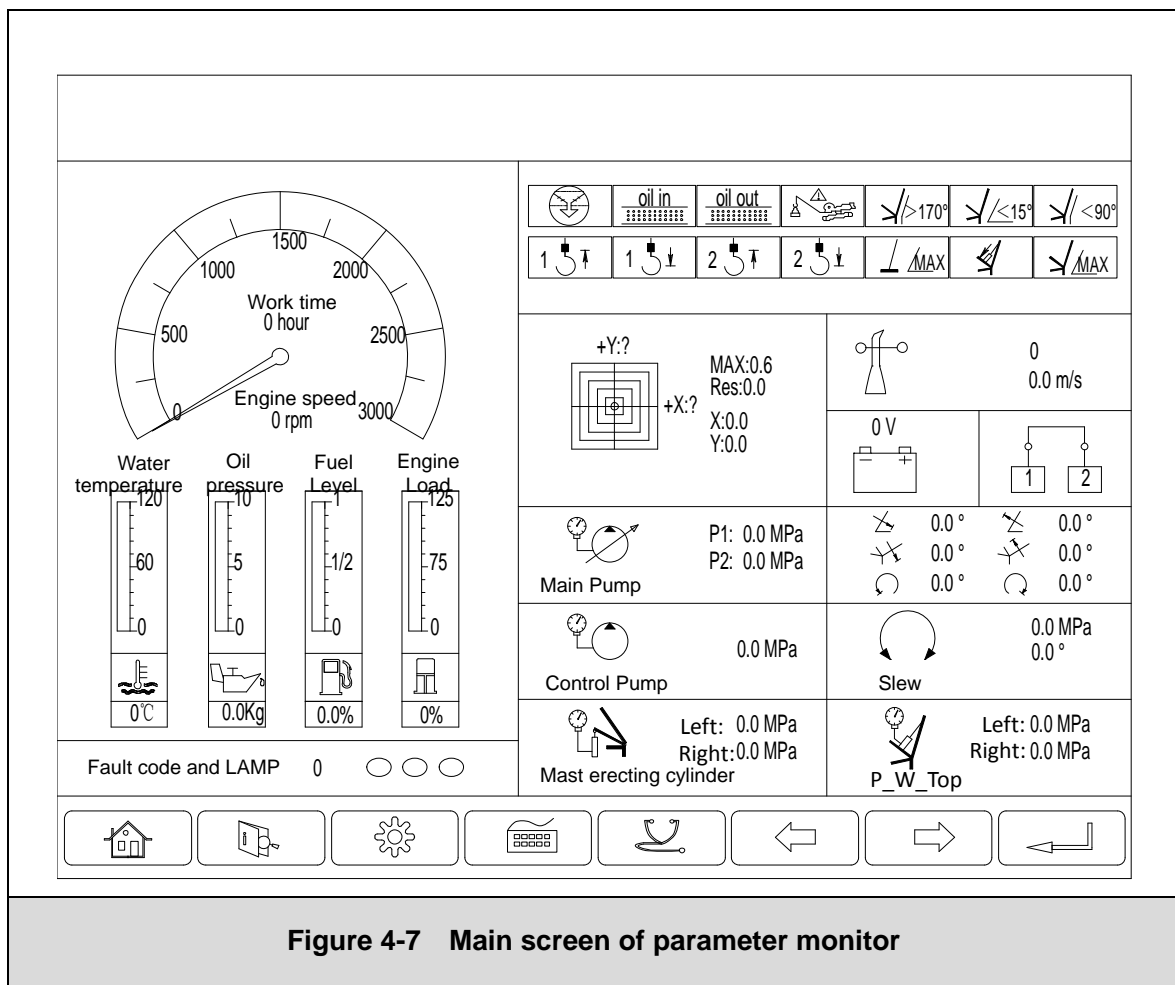 1500
1000
2000
Work time
0 hour
500
2500
Engine speed
0 rpm
0
3000
Water temperature
Oil pressure
Fuel Level
Engine Load
120
10
1
125
60
5
1/2
75
0
0
0
0
0℃
0.0Kg
0.0%
0%
Fault code and LAMP 0
oil in
oil out
>170°
<15°
<90°
1
1
2
2
MAX
MAX
+Y:?
+X:?
MAX:0.6
Res:0.0
X:0.0
Y:0.0
0
0.0 m/s
0 V
- +
1 2
P1: 0.0 MPa
P2: 0.0 MPa
Main Pump
0.0 ° 0.0 °
0.0 ° 0.0 °
0.0 ° 0.0 °
0.0 MPa
Control Pump
0.0 MPa
0.0 °
Slew
Left: 0.0 MPa
Right: 0.0 MPa
Mast erecting cylinder
Left: 0.0 MPa
Right: 0.0 MPa
P_W_Top
Figure 4-7 Main screen of parameter monitor